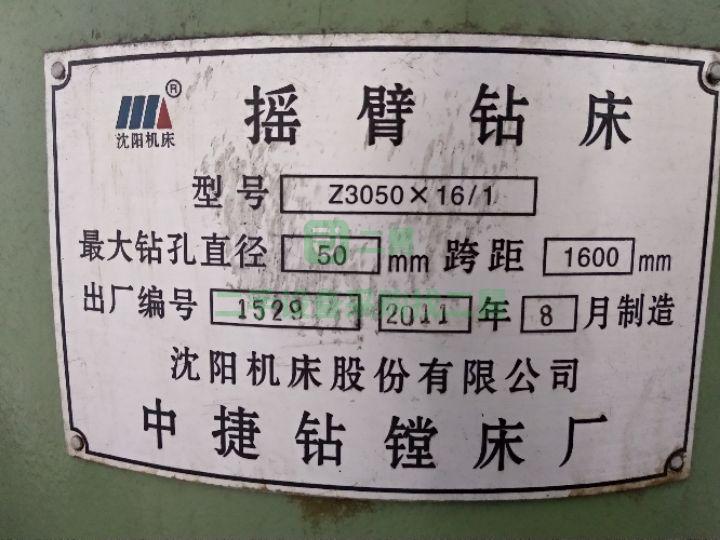 沈阳机床®
摇臂钻床
型号 Z3050×16/1
最大钻孔直径 50 mm 跨距 1600 mm
出厂编号 1529 2011 年 8 月制造
沈阳机床股份有限公司
中捷钻镗床厂